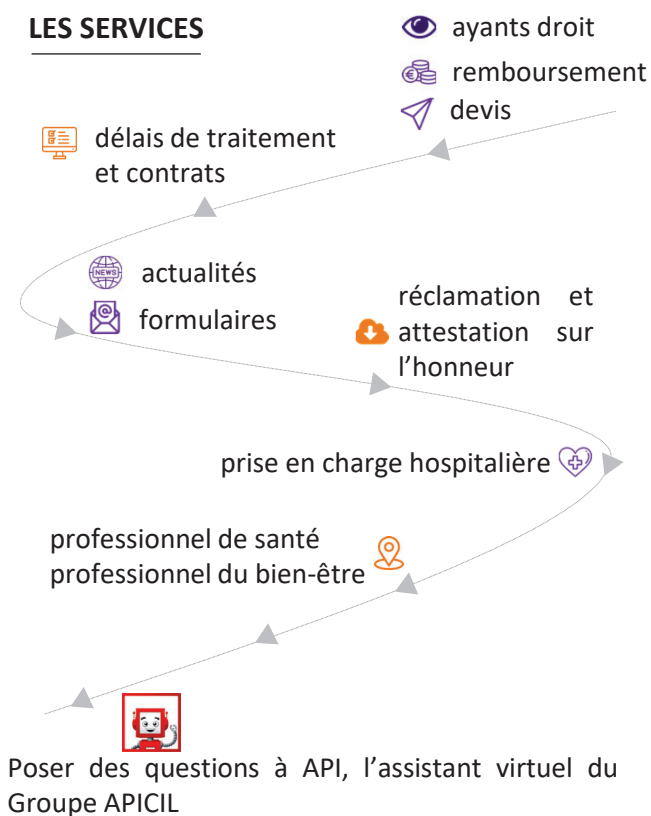 LES SERVICES
ayants droit
remboursement
devis
délais de traitement
et contrats
NEWS
actualités
formulaires
réclamation et
attestation sur
l'honneur
prise en charge hospitalière
professionnel de santé
professionnel du bien-être
Poser des questions à API, l'assistant virtuel du
Groupe APICIL